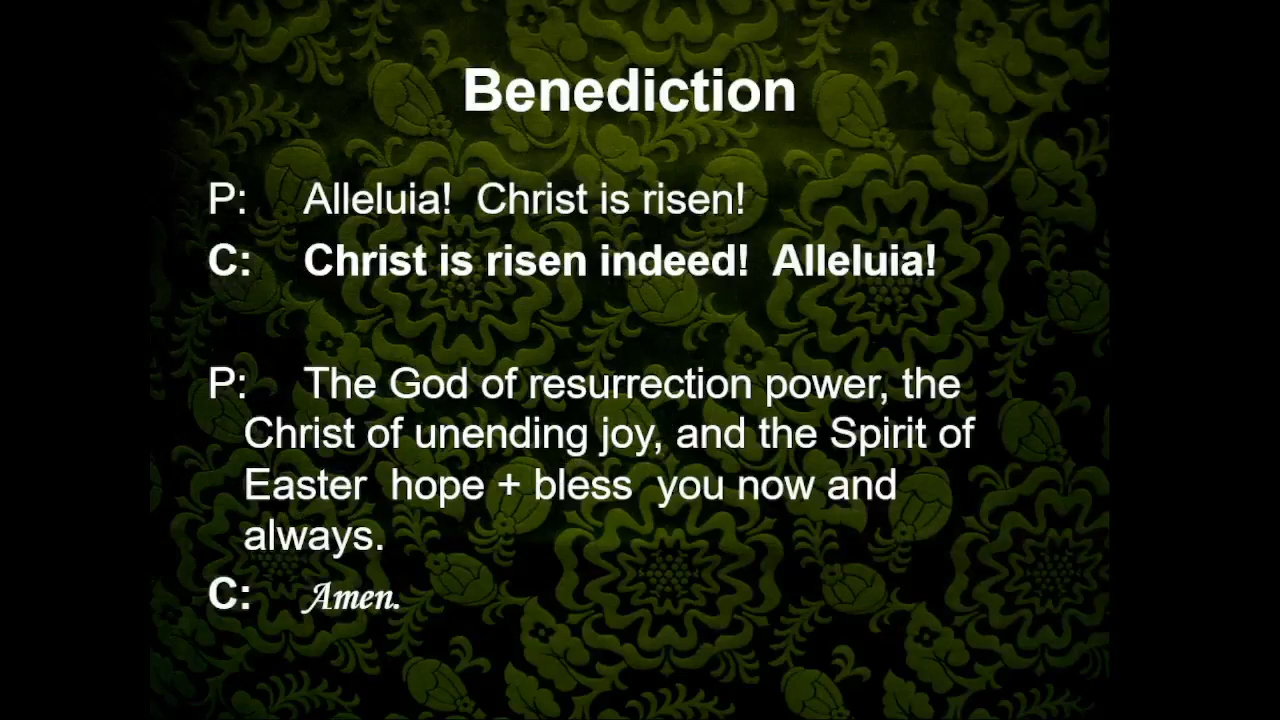 Benediction
P: Alleluia!  Christ is risen!
C: Christ is risen indeed!  Alleluia!
P: The God of resurrection power, the
Christ of unending joy, and the Spirit of
Easter  hope + bless  you now and
always.
C: Amen.